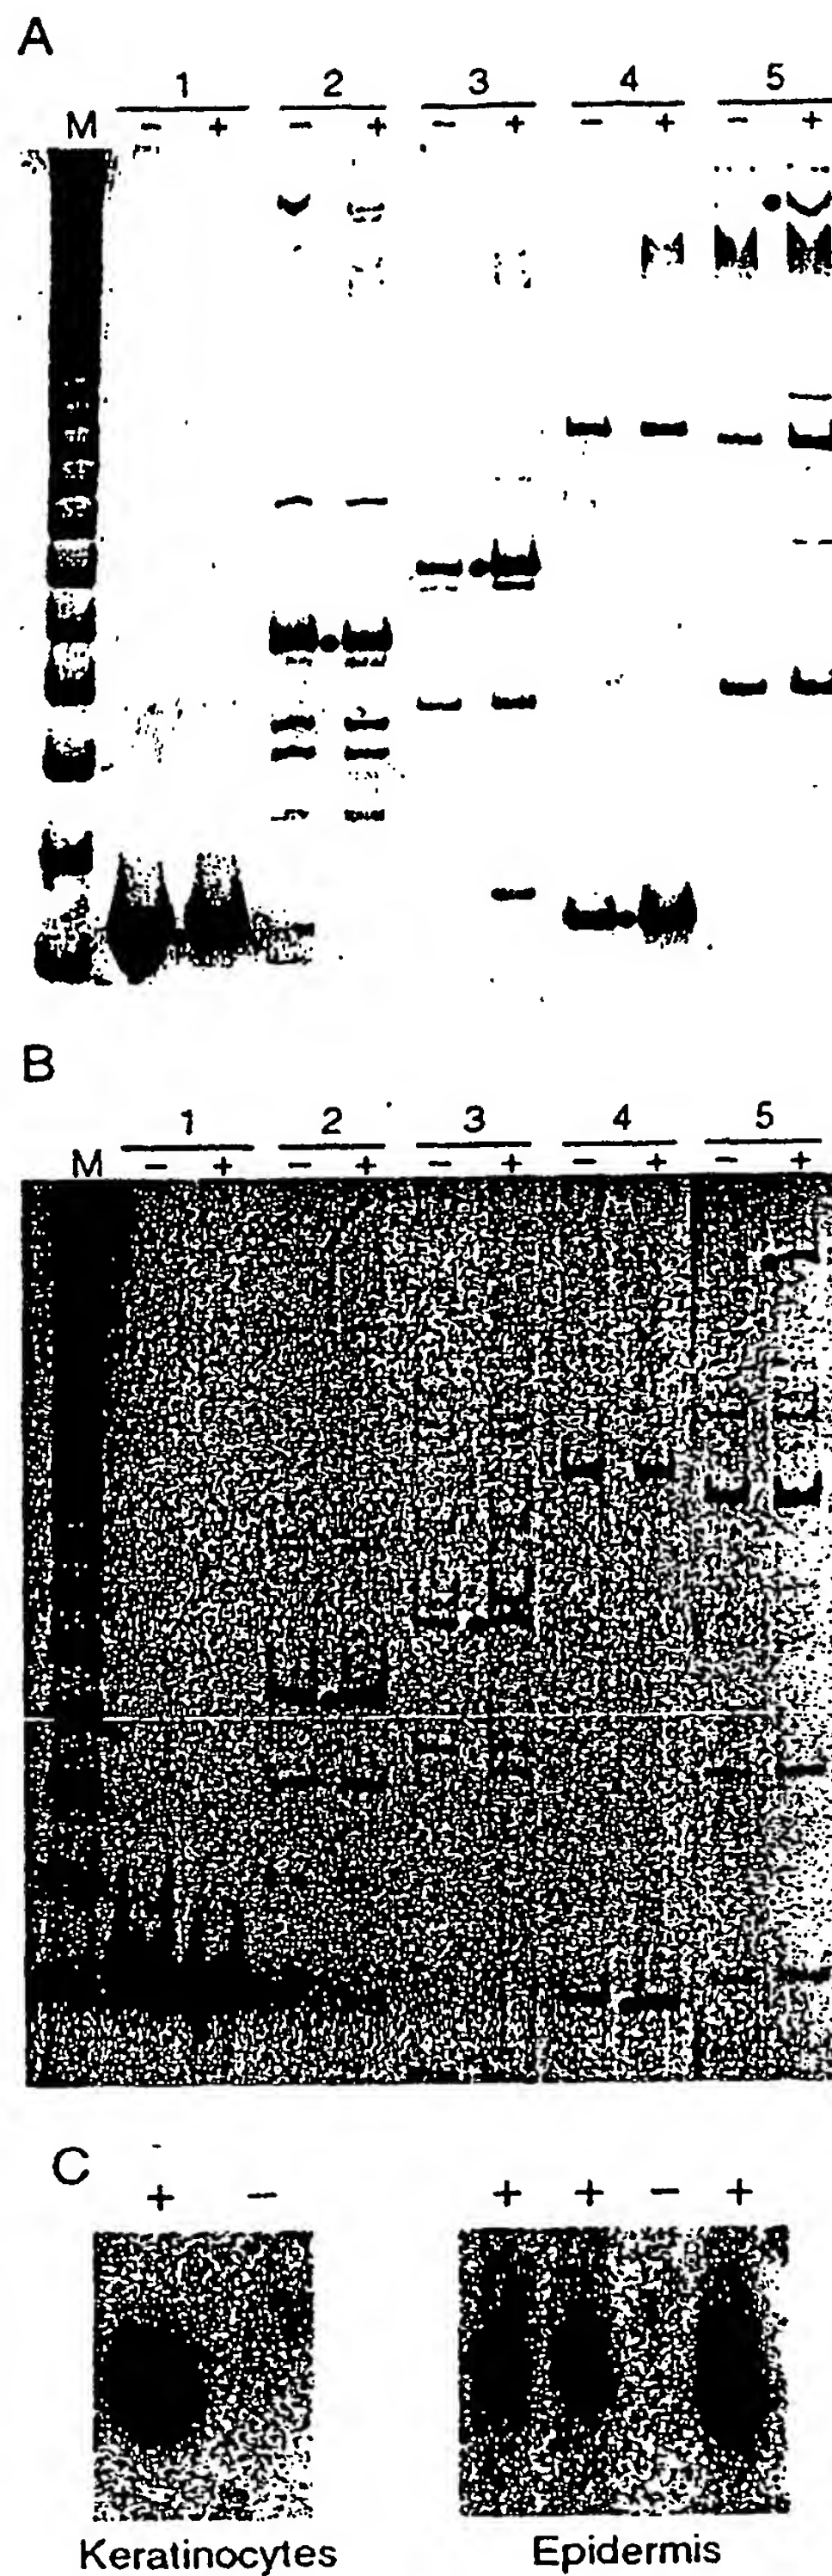 A
1 2 3 4 5
M − + − + − + − + − +
B
1 2 3 4 5
M − + − + − + − + − +
C
+ − + + − +
Keratinocytes Epidermis